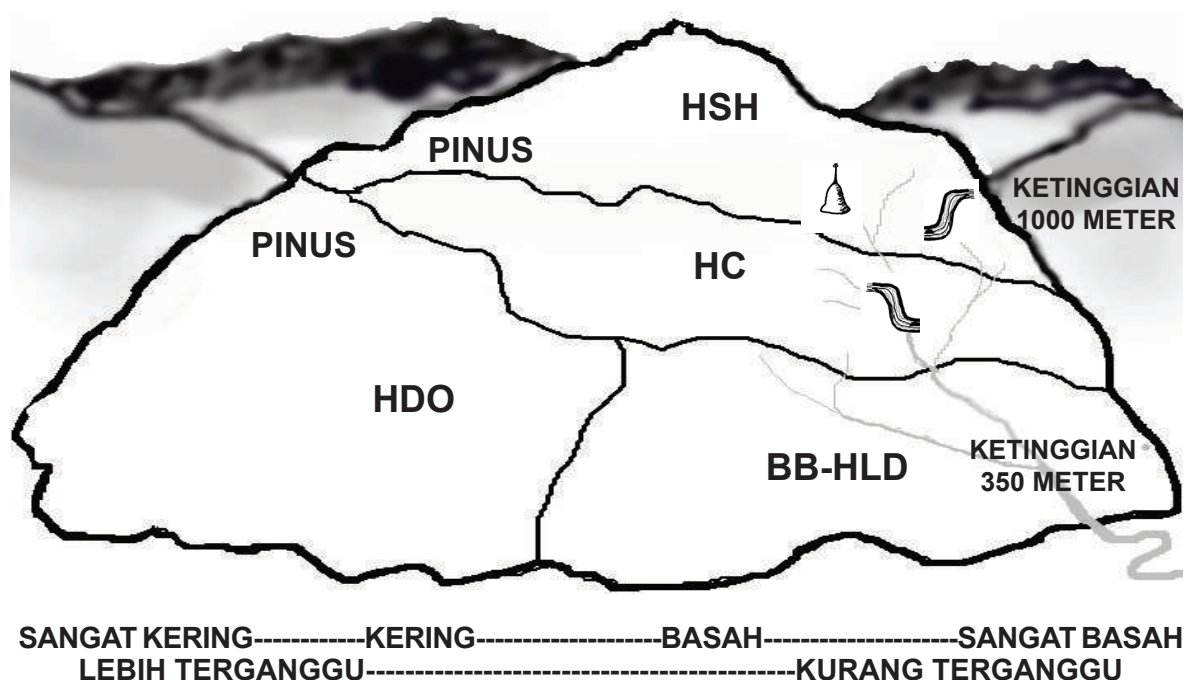 HSH
PINUS
KETINGGIAN
1000 METER
PINUS
HC
HDO
BB-HLD
KETINGGIAN
350 METER
SANGAT KERING------------KERING--------------------BASAH---------------------SANGAT BASAH
LEBIH TERGANGGU----------------------------------------------KURANG TERGANGGU